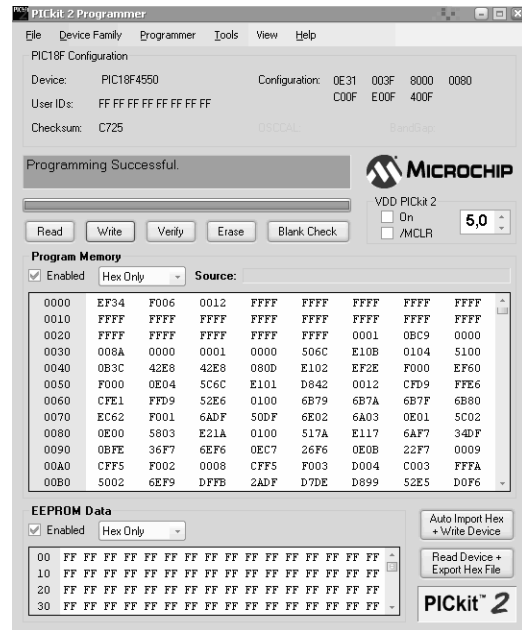 PICkit 2 Programmer
File Device Family Programmer Tools View Help
PIC18F Configuration
Device: PIC18F4550 Configuration: 0E31 003F 8000 0080
User IDs: FF FF FF FF FF FF FF FF C00F E00F 400F
Checksum: C725 OSCCAL BandGap
Programming Successful.
MICROCHIP
VDD PICkit 2
On
/MCLR
5,0
Read Write Verify Erase Blank Check
Program Memory
Enabled Hex Only Source:
0000 EF34 F006 0012 FFFF FFFF FFFF FFFF FFFF
0010 FFFF FFFF FFFF FFFF FFFF FFFF FFFF FFFF
0020 FFFF FFFF FFFF FFFF FFFF 0001 0BC9 0000
0030 008A 0000 0001 0000 506C E10B 0104 5100
0040 0B3C 42E8 42E8 080D E102 EF2E F000 EF60
0050 F000 0E04 5C6C E101 D842 0012 CFD9 FFE6
0060 CFE1 FFD9 52E6 0100 6B79 6B7A 6B7F 6B80
0070 EC62 F001 6ADF 50DF 6E02 6A03 0E01 5C02
0080 0E00 5803 E21A 0100 517A E117 6AF7 34DF
0090 0BFE 36F7 6EF6 0EC7 26F6 0E0B 22F7 0009
00A0 CFF5 F002 0008 CFF5 F003 D004 C003 FFFA
00B0 5002 6EF9 DFFB 2ADF D7DE D899 52E5 D0F6
EEPROM Data
Enabled Hex Only
00 FF FF FF FF FF FF FF FF FF FF FF FF FF FF FF FF
10 FF FF FF FF FF FF FF FF FF FF FF FF FF FF FF FF
20 FF FF FF FF FF FF FF FF FF FF FF FF FF FF FF FF
30 FF FF FF FF FF FF FF FF FF FF FF FF FF FF FF FF
Auto Import Hex
+ Write Device
Read Device +
Export Hex File
PICkit™ 2